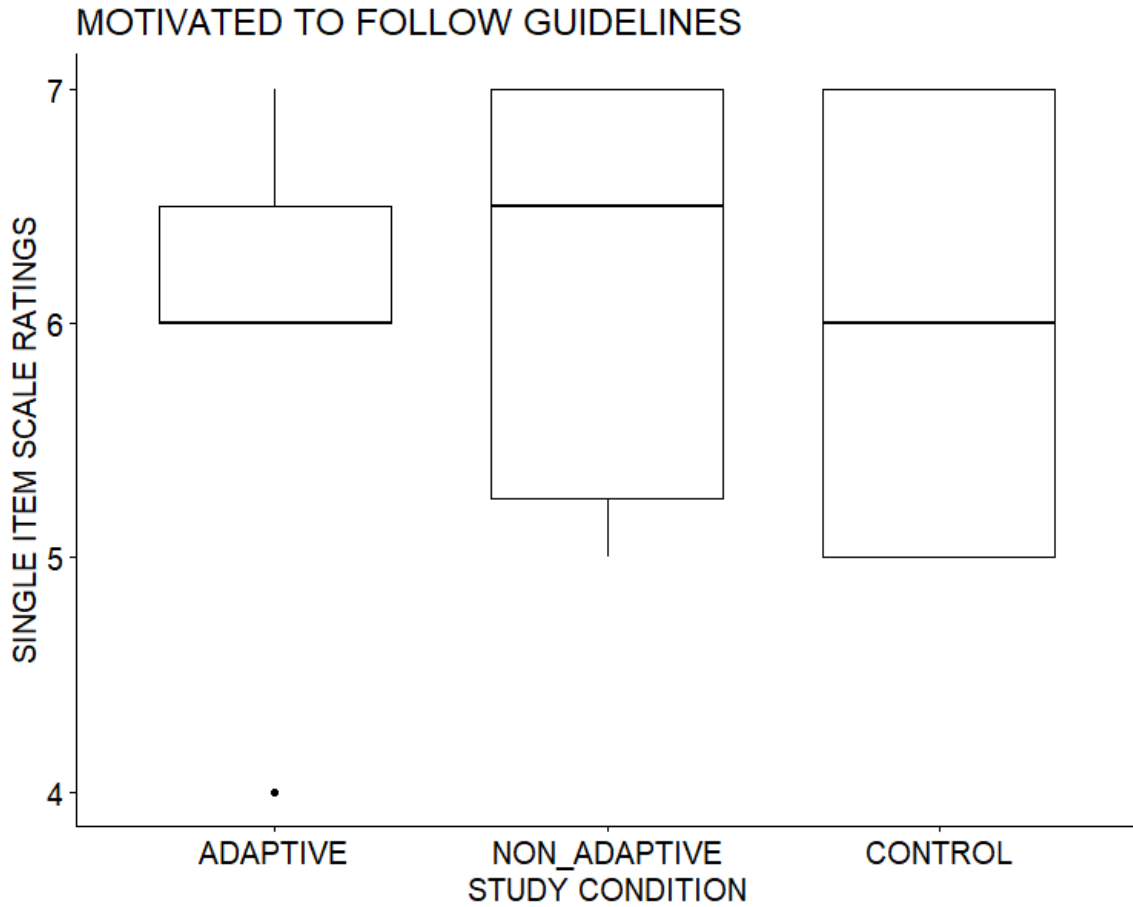 MOTIVATED TO FOLLOW GUIDELINES
SINGLE ITEM SCALE RATINGS
7
6
5
4
ADAPTIVE NON_ADAPTIVE CONTROL
STUDY CONDITION